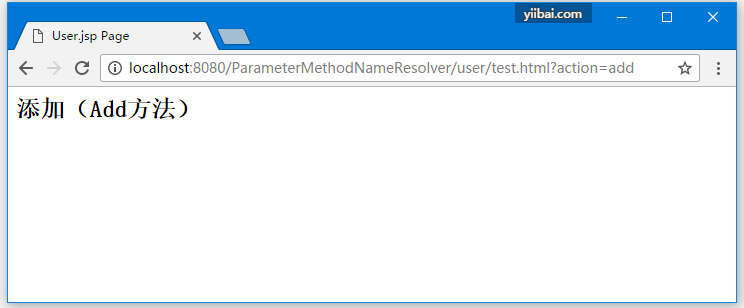 yiibai.com
User.jsp Page
localhost:8080/ParameterMethodNameResolver/user/test.html?action=add
添加（Add方法）